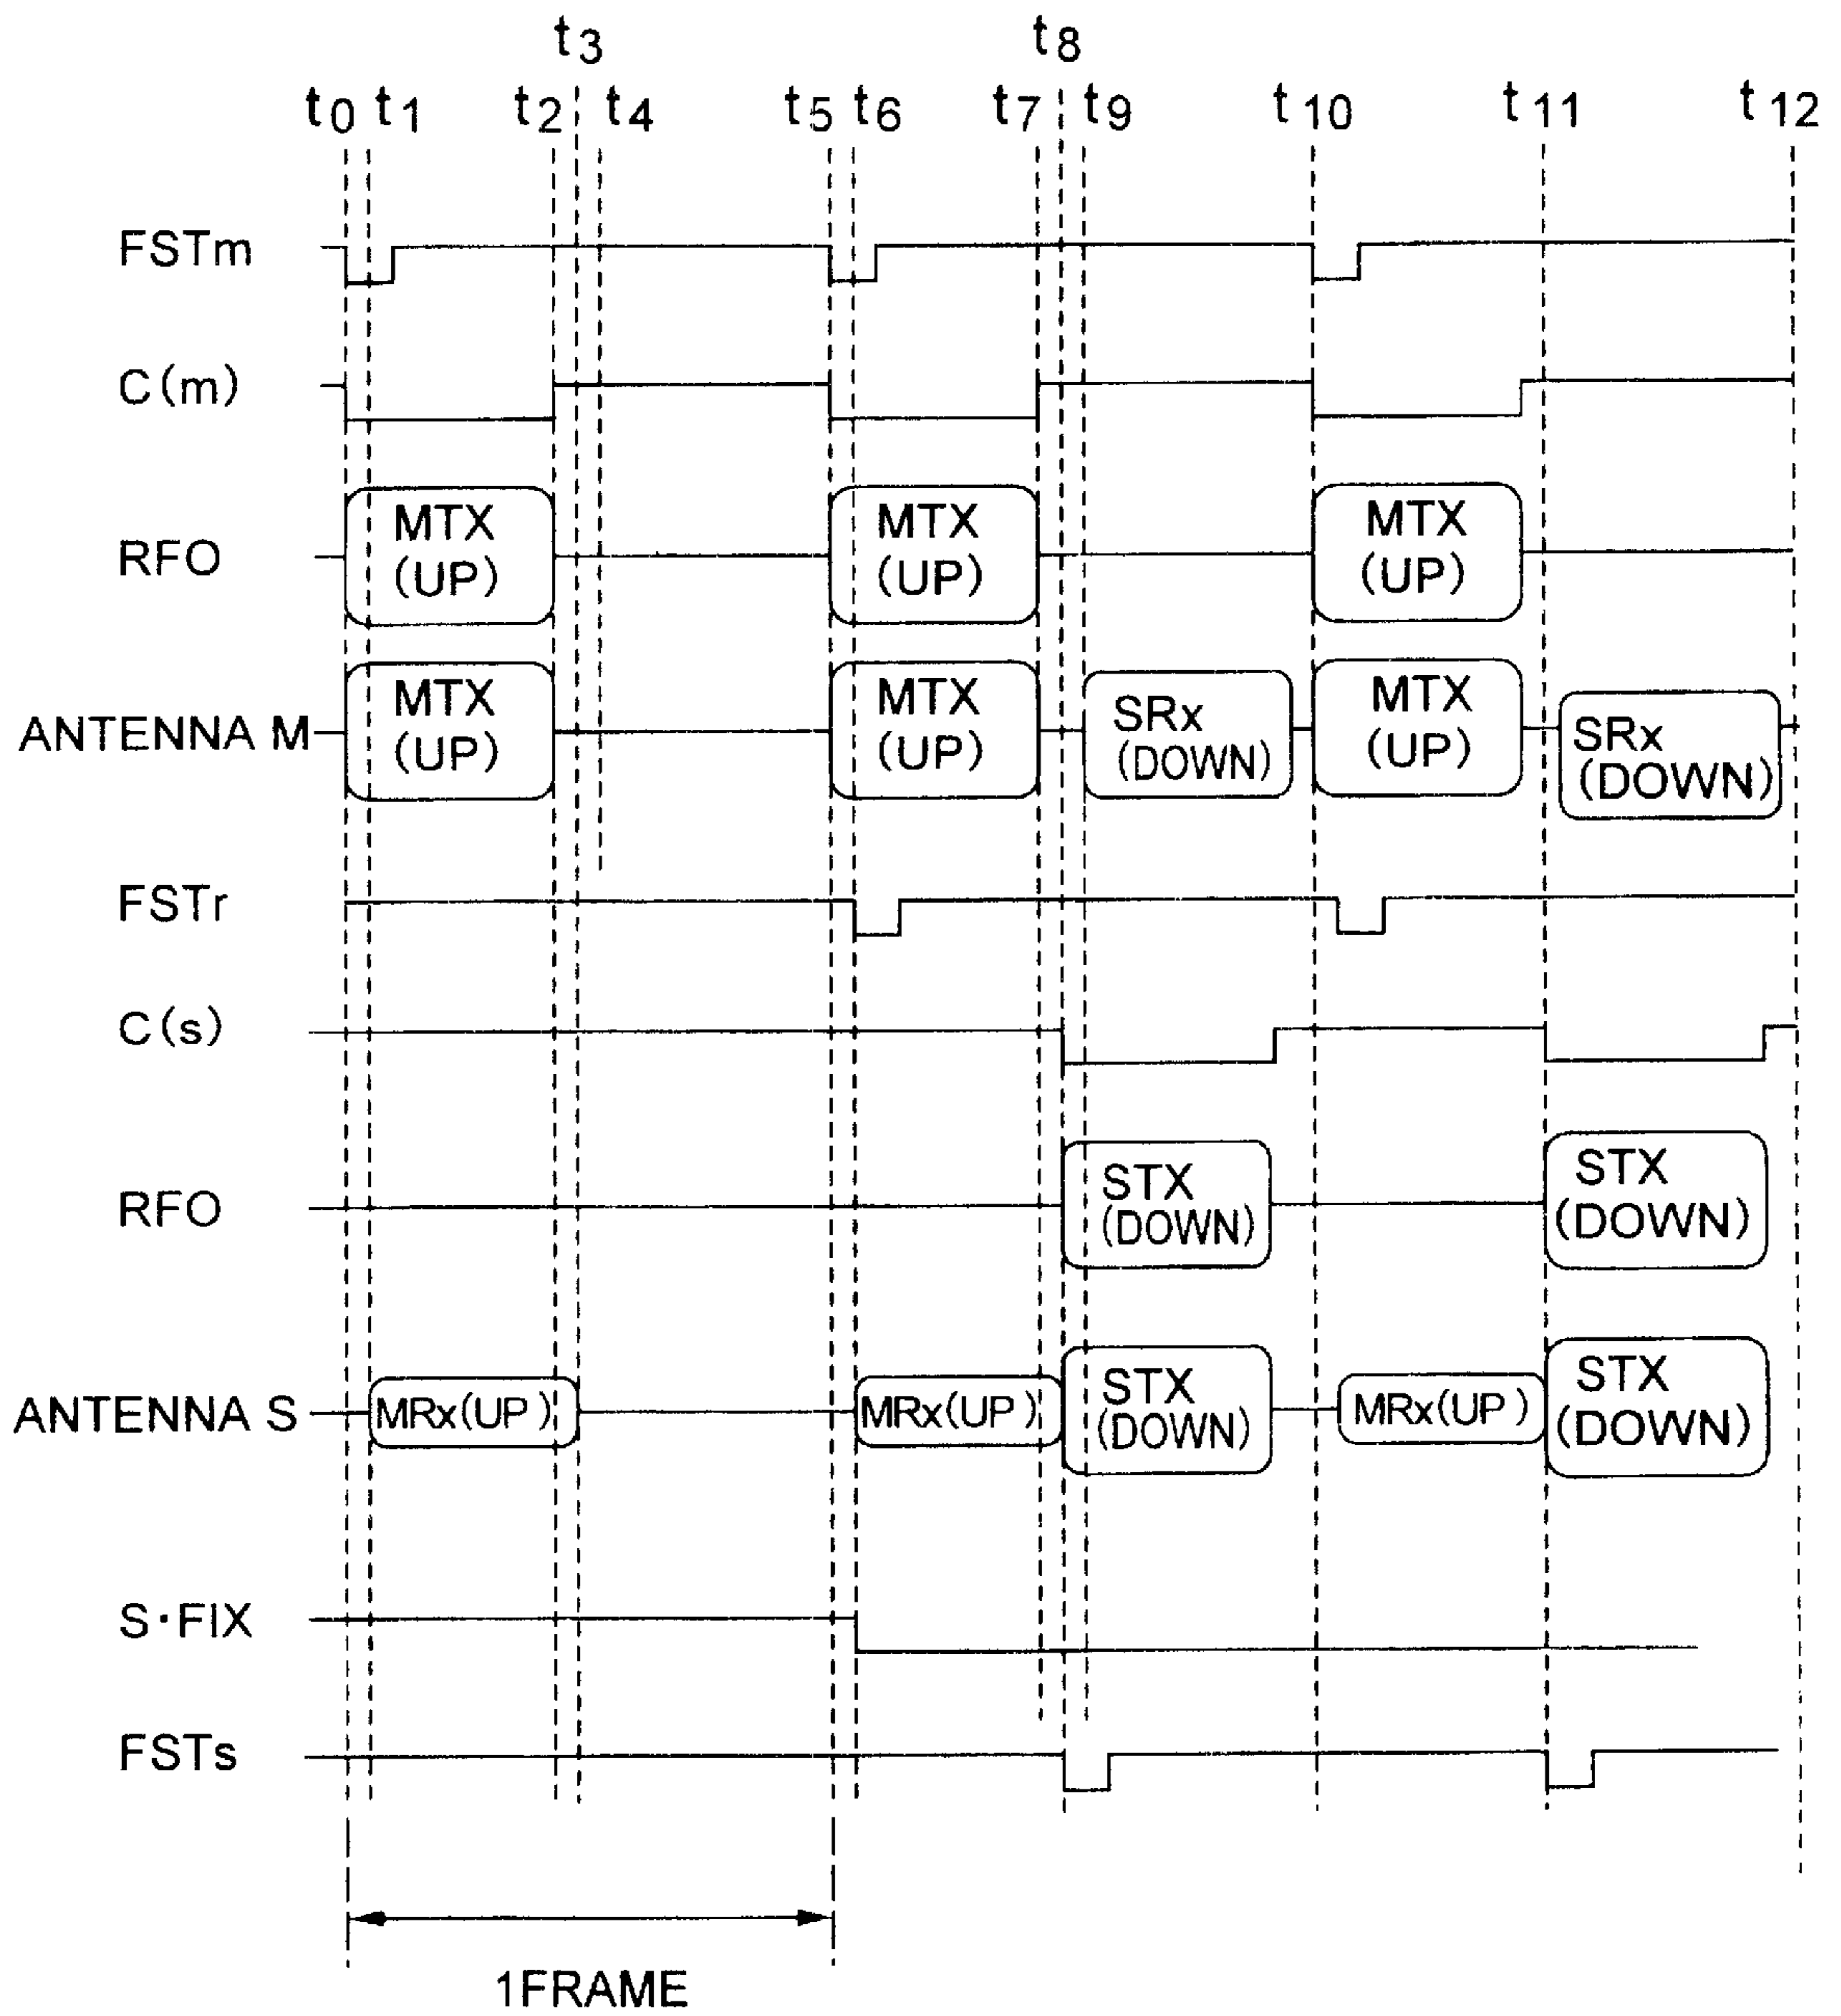 t3 t8
t0 t1 t2 t4 t5 t6 t7 t9 t10 t11 t12
FSTm
C(m)
RFO
MTX
(UP)
MTX
(UP)
MTX
(UP)
ANTENNA M
MTX
(UP)
MTX
(UP)
SRx
(DOWN)
MTX
(UP)
SRx
(DOWN)
FSTr
C(s)
RFO
STX
(DOWN)
STX
(DOWN)
ANTENNA S
MRx(UP)
MRx(UP)
STX
(DOWN)
MRx(UP)
STX
(DOWN)
S·FIX
FSTs
1FRAME